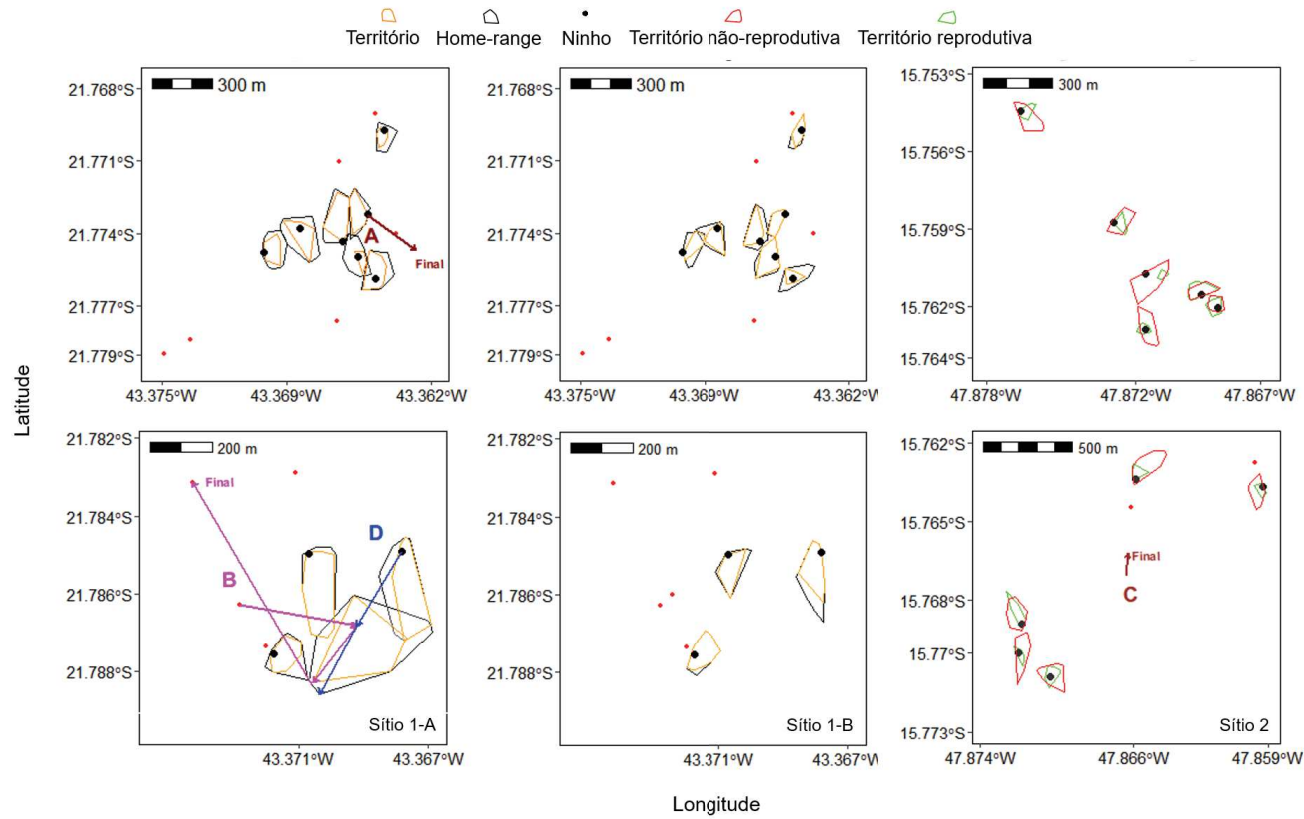 Território Home-range Ninho Território não-reprodutiva Território reprodutiva
300 m
21.768°S
21.771°S
21.774°S
21.777°S
21.779°S
A
Final
43.375°W 43.369°W 43.362°W
300 m
21.768°S
21.771°S
21.774°S
21.777°S
21.779°S
43.375°W 43.369°W 43.362°W
300 m
15.753°S
15.756°S
15.759°S
15.762°S
15.764°S
47.878°W 47.872°W 47.867°W
Latitude
200 m
21.782°S
21.784°S
21.786°S
21.788°S
Final
B
D
Sítio 1-A
43.371°W 43.367°W
200 m
21.782°S
21.784°S
21.786°S
21.788°S
Sítio 1-B
43.371°W 43.367°W
500 m
15.762°S
15.765°S
15.768°S
15.77°S
15.773°S
Final
C
Sítio 2
47.874°W 47.866°W 47.859°W
Longitude